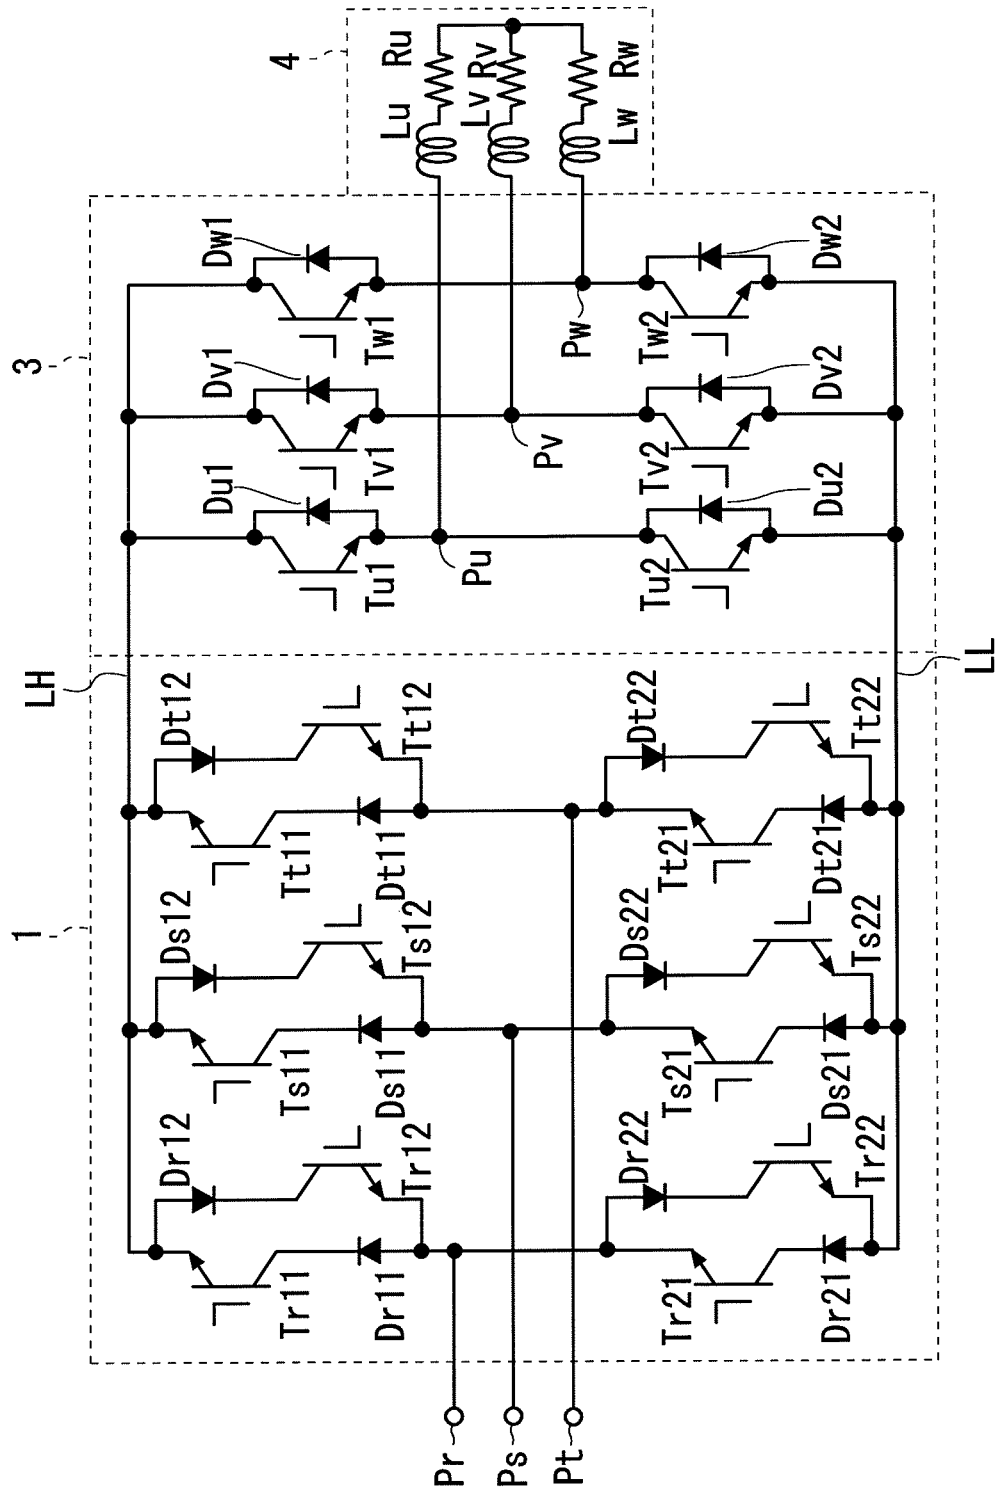 4
Ru
Rv
Rw
Lu
Lv
Lw
3
Dw1
Dw2
Tw1
Pw
Tw2
Dv1
Dv2
Tv1
Pv
Tv2
Du1
Du2
Tu1
Pu
Tu2
LH
LL
Dt12
Tt12
Dt22
Tt22
Tt11
Dt11
Tt21
Dt21
1
Ds12
Ts12
Ds22
Ts22
Ts11
Ds11
Ts21
Ds21
Dr12
Tr12
Dr22
Tr22
Tr11
Dr11
Tr21
Dr21
Pr
Ps
Pt